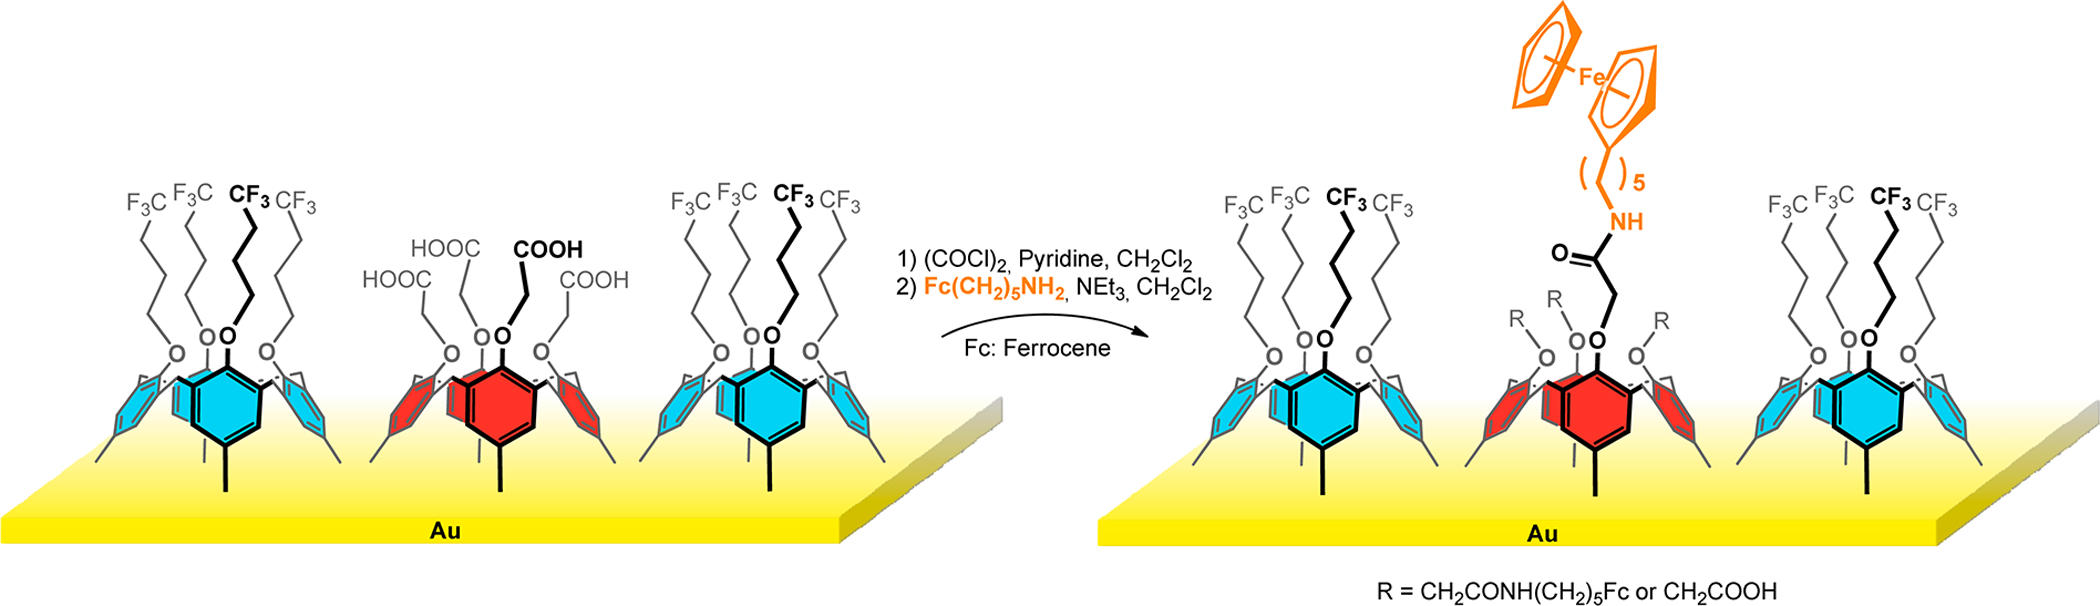 F₃C F₃C CF₃ CF₃
O O O O
HOOC COOH
HOOC COOH
O O O O
F₃C F₃C CF₃ CF₃
O O O O
Au
1) (COCl)₂, Pyridine, CH₂Cl₂
2) Fc(CH₂)₅NH₂, NEt₃, CH₂Cl₂
Fc: Ferrocene
F₃C F₃C CF₃ CF₃
O O O O
Fe
( )5
NH
O
R R R
O O O O
F₃C F₃C CF₃ CF₃
O O O O
Au
R = CH₂CONH(CH₂)₅Fc or CH₂COOH